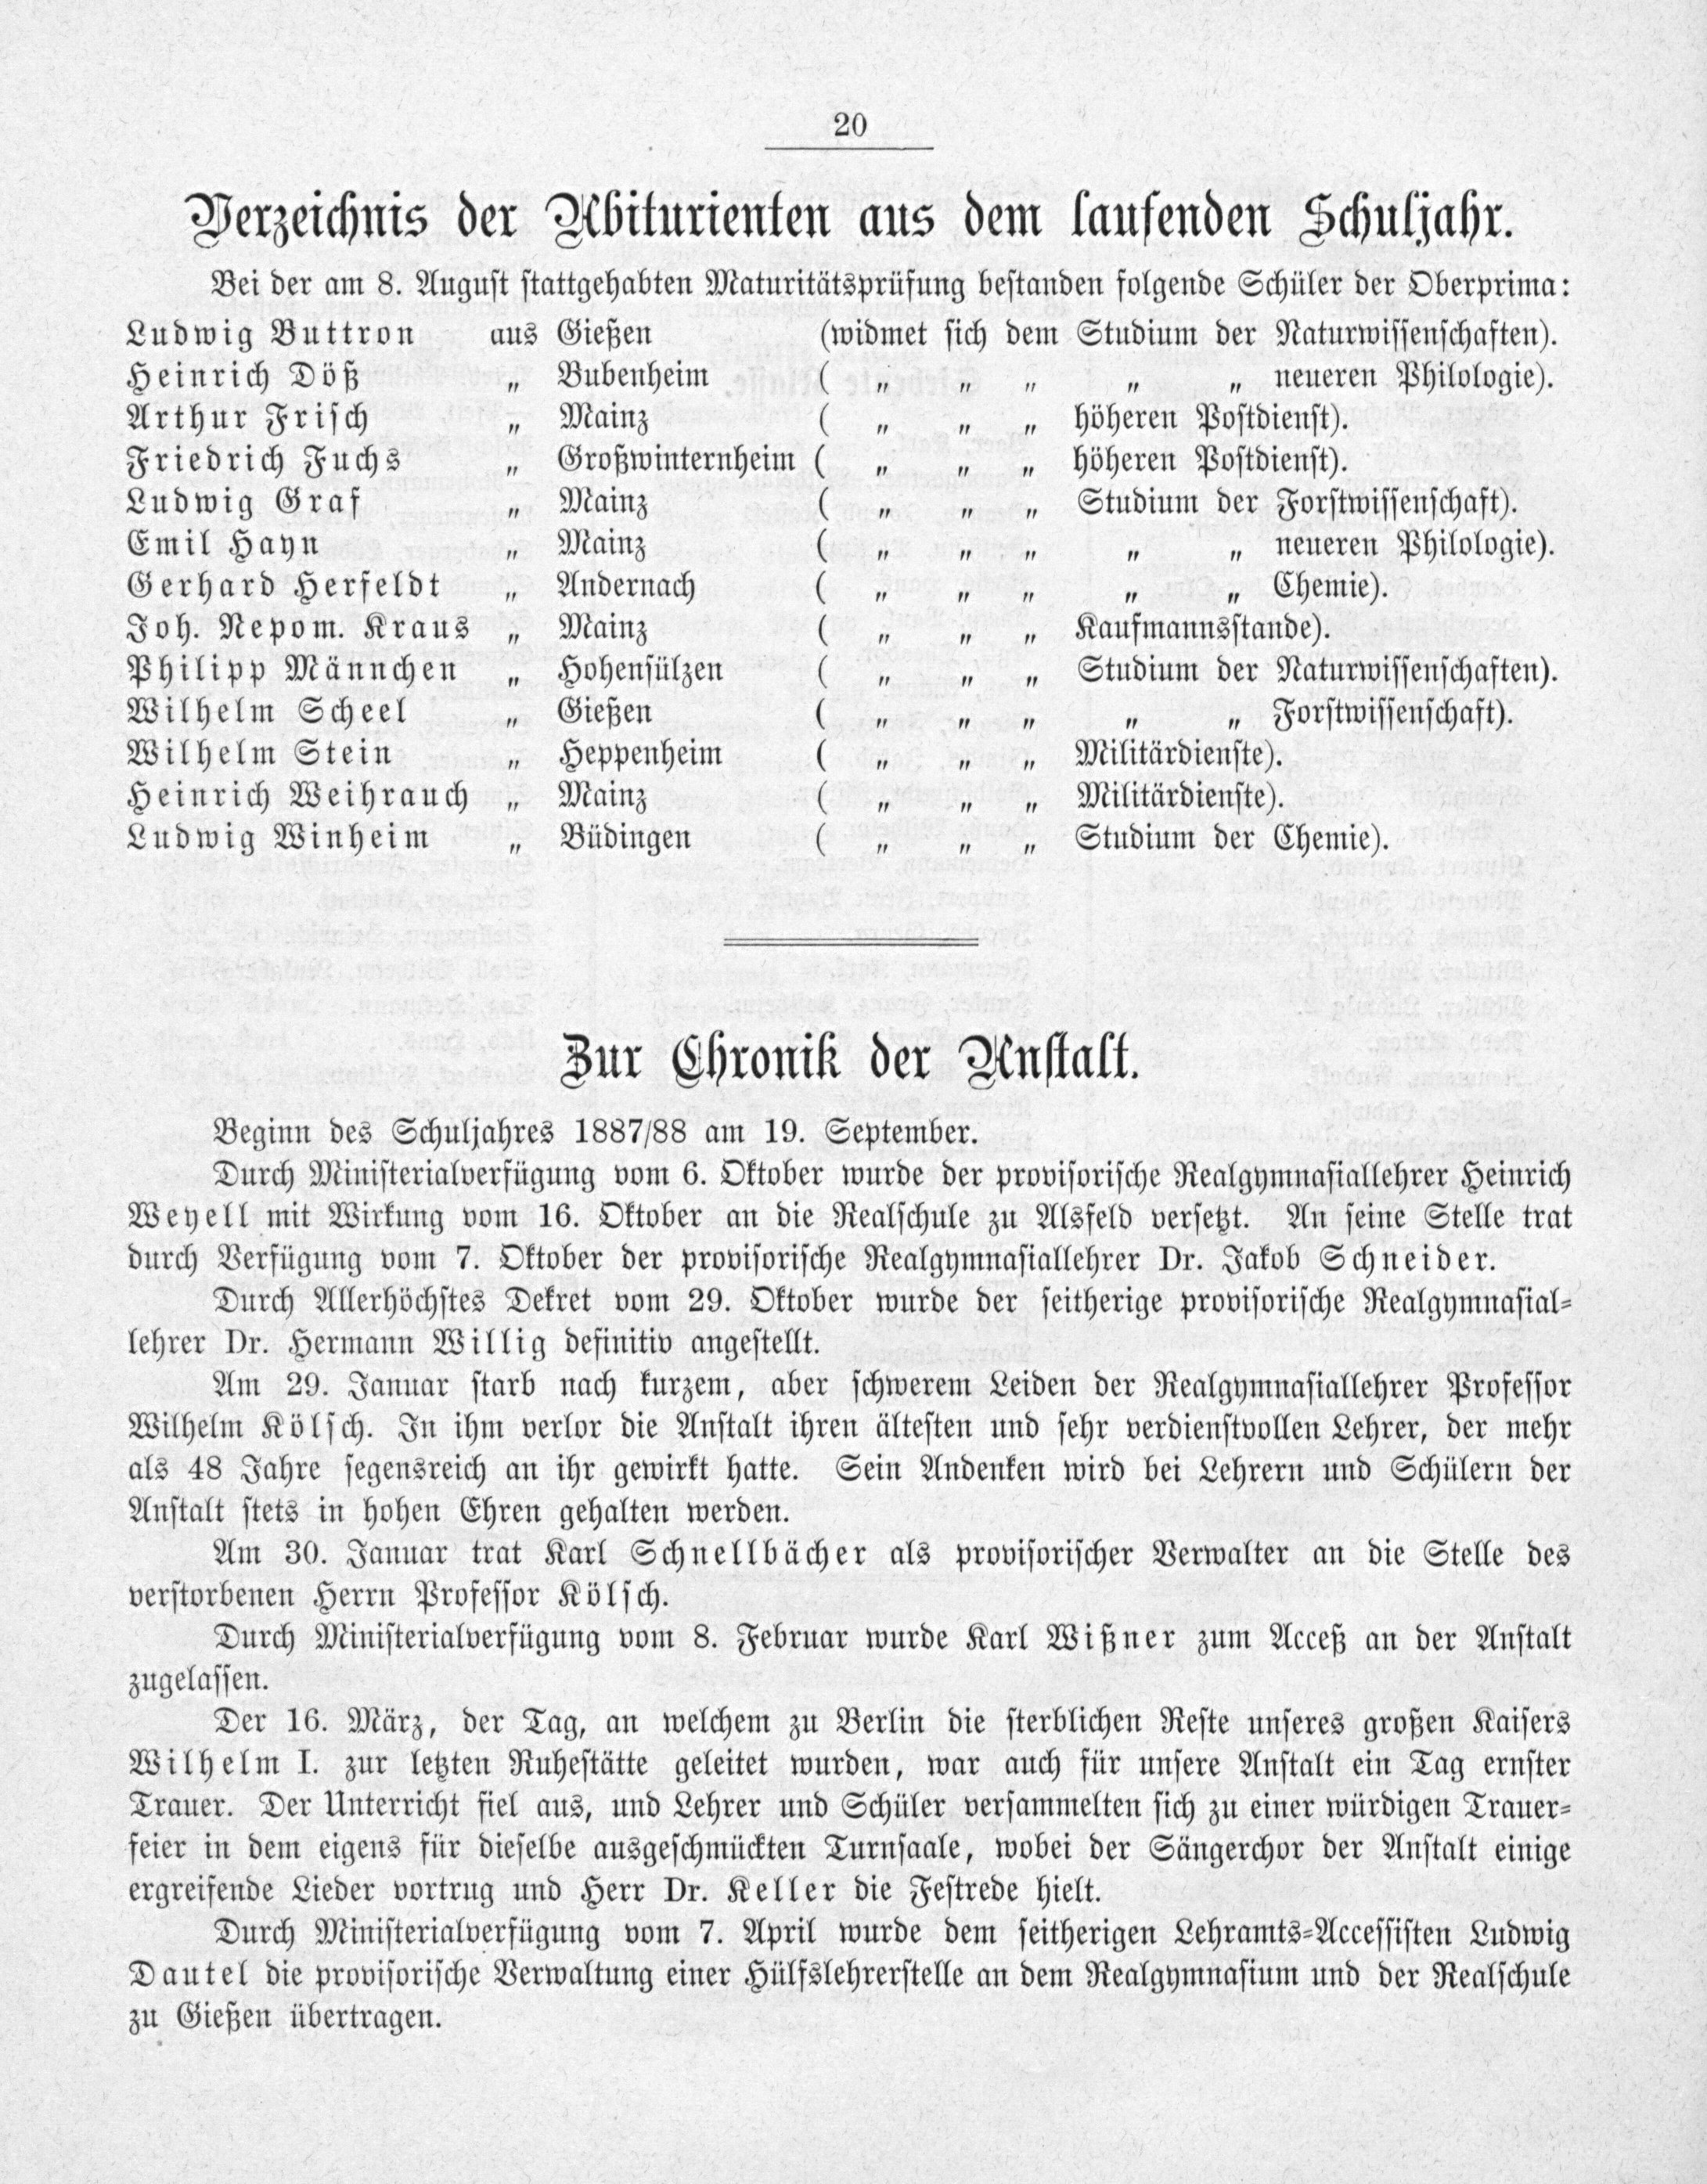 20
Verzeichnis der Abiturienten aus dem laufenden Schuljahr.
Bei der am 8. August stattgehabten Maturitätsprüfung bestanden folgende Schüler der Oberprima:
Ludwig Buttron aus Gießen (widmet sich dem Studium der Naturwissenschaften).
Heinrich Döß „ Bubenheim ( „ „ „ „ „ neueren Philologie).
Arthur Frisch „ Mainz ( „ „ „ höheren Postdienst).
Friedrich Fuchs „ Großwinternheim ( „ „ „ höheren Postdienst).
Ludwig Graf „ Mainz ( „ „ „ Studium der Forstwissenschaft).
Emil Hayn „ Mainz ( „ „ „ „ „ neueren Philologie).
Gerhard Herfeldt „ Andernach ( „ „ „ „ „ Chemie).
Joh. Nepom. Kraus „ Mainz ( „ „ „ Kaufmannsstande).
Philipp Männchen „ Hohensülzen ( „ „ „ Studium der Naturwissenschaften).
Wilhelm Scheel „ Gießen ( „ „ „ „ „ Forstwissenschaft).
Wilhelm Stein „ Heppenheim ( „ „ „ Militärdienste).
Heinrich Weihrauch „ Mainz ( „ „ „ Militärdienste).
Ludwig Winheim „ Büdingen ( „ „ „ Studium der Chemie).
Zur Chronik der Anstalt.
Beginn des Schuljahres 1887/88 am 19. September.
Durch Ministerialverfügung vom 6. Oktober wurde der provisorische Realgymnasiallehrer Heinrich
Weyell mit Wirkung vom 16. Oktober an die Realschule zu Alsfeld versetzt. An seine Stelle trat
durch Verfügung vom 7. Oktober der provisorische Realgymnasiallehrer Dr. Jakob Schneider.
Durch Allerhöchstes Dekret vom 29. Oktober wurde der seitherige provisorische Realgymnasial-
lehrer Dr. Hermann Willig definitiv angestellt.
Am 29. Januar starb nach kurzem, aber schwerem Leiden der Realgymnasiallehrer Professor
Wilhelm Kölsch. In ihm verlor die Anstalt ihren ältesten und sehr verdienstvollen Lehrer, der mehr
als 48 Jahre segensreich an ihr gewirkt hatte. Sein Andenken wird bei Lehrern und Schülern der
Anstalt stets in hohen Ehren gehalten werden.
Am 30. Januar trat Karl Schnellbächer als provisorischer Verwalter an die Stelle des
verstorbenen Herrn Professor Kölsch.
Durch Ministerialverfügung vom 8. Februar wurde Karl Wißner zum Acceß an der Anstalt
zugelassen.
Der 16. März, der Tag, an welchem zu Berlin die sterblichen Reste unseres großen Kaisers
Wilhelm I. zur letzten Ruhestätte geleitet wurden, war auch für unsere Anstalt ein Tag ernster
Trauer. Der Unterricht fiel aus, und Lehrer und Schüler versammelten sich zu einer würdigen Trauer-
feier in dem eigens für dieselbe ausgeschmückten Turnsaale, wobei der Sängerchor der Anstalt einige
ergreifende Lieder vortrug und Herr Dr. Keller die Festrede hielt.
Durch Ministerialverfügung vom 7. April wurde dem seitherigen Lehramts-Accessisten Ludwig
Dautel die provisorische Verwaltung einer Hülfslehrerstelle an dem Realgymnasium und der Realschule
zu Gießen übertragen.